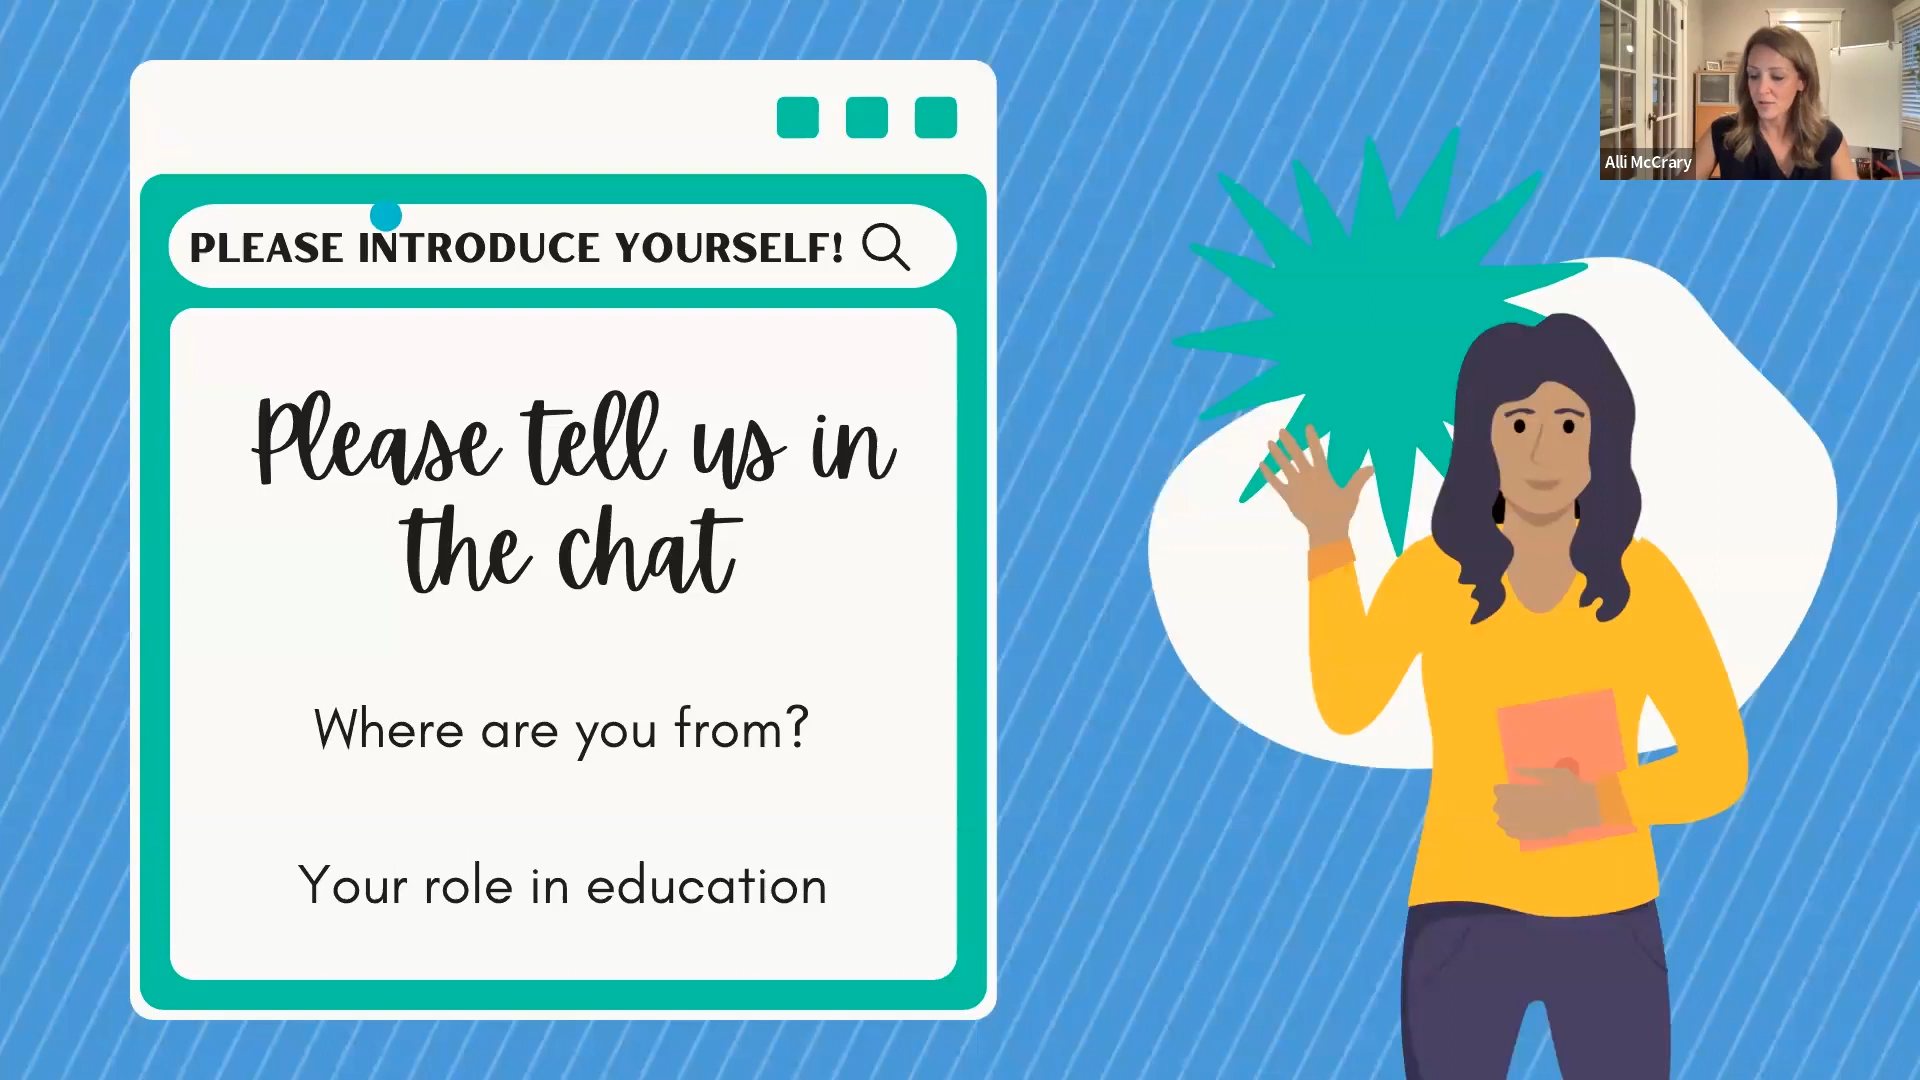 Alli McCrary
PLEASE INTRODUCE YOURSELF!
Please tell us in
the chat
Where are you from?
Your role in education